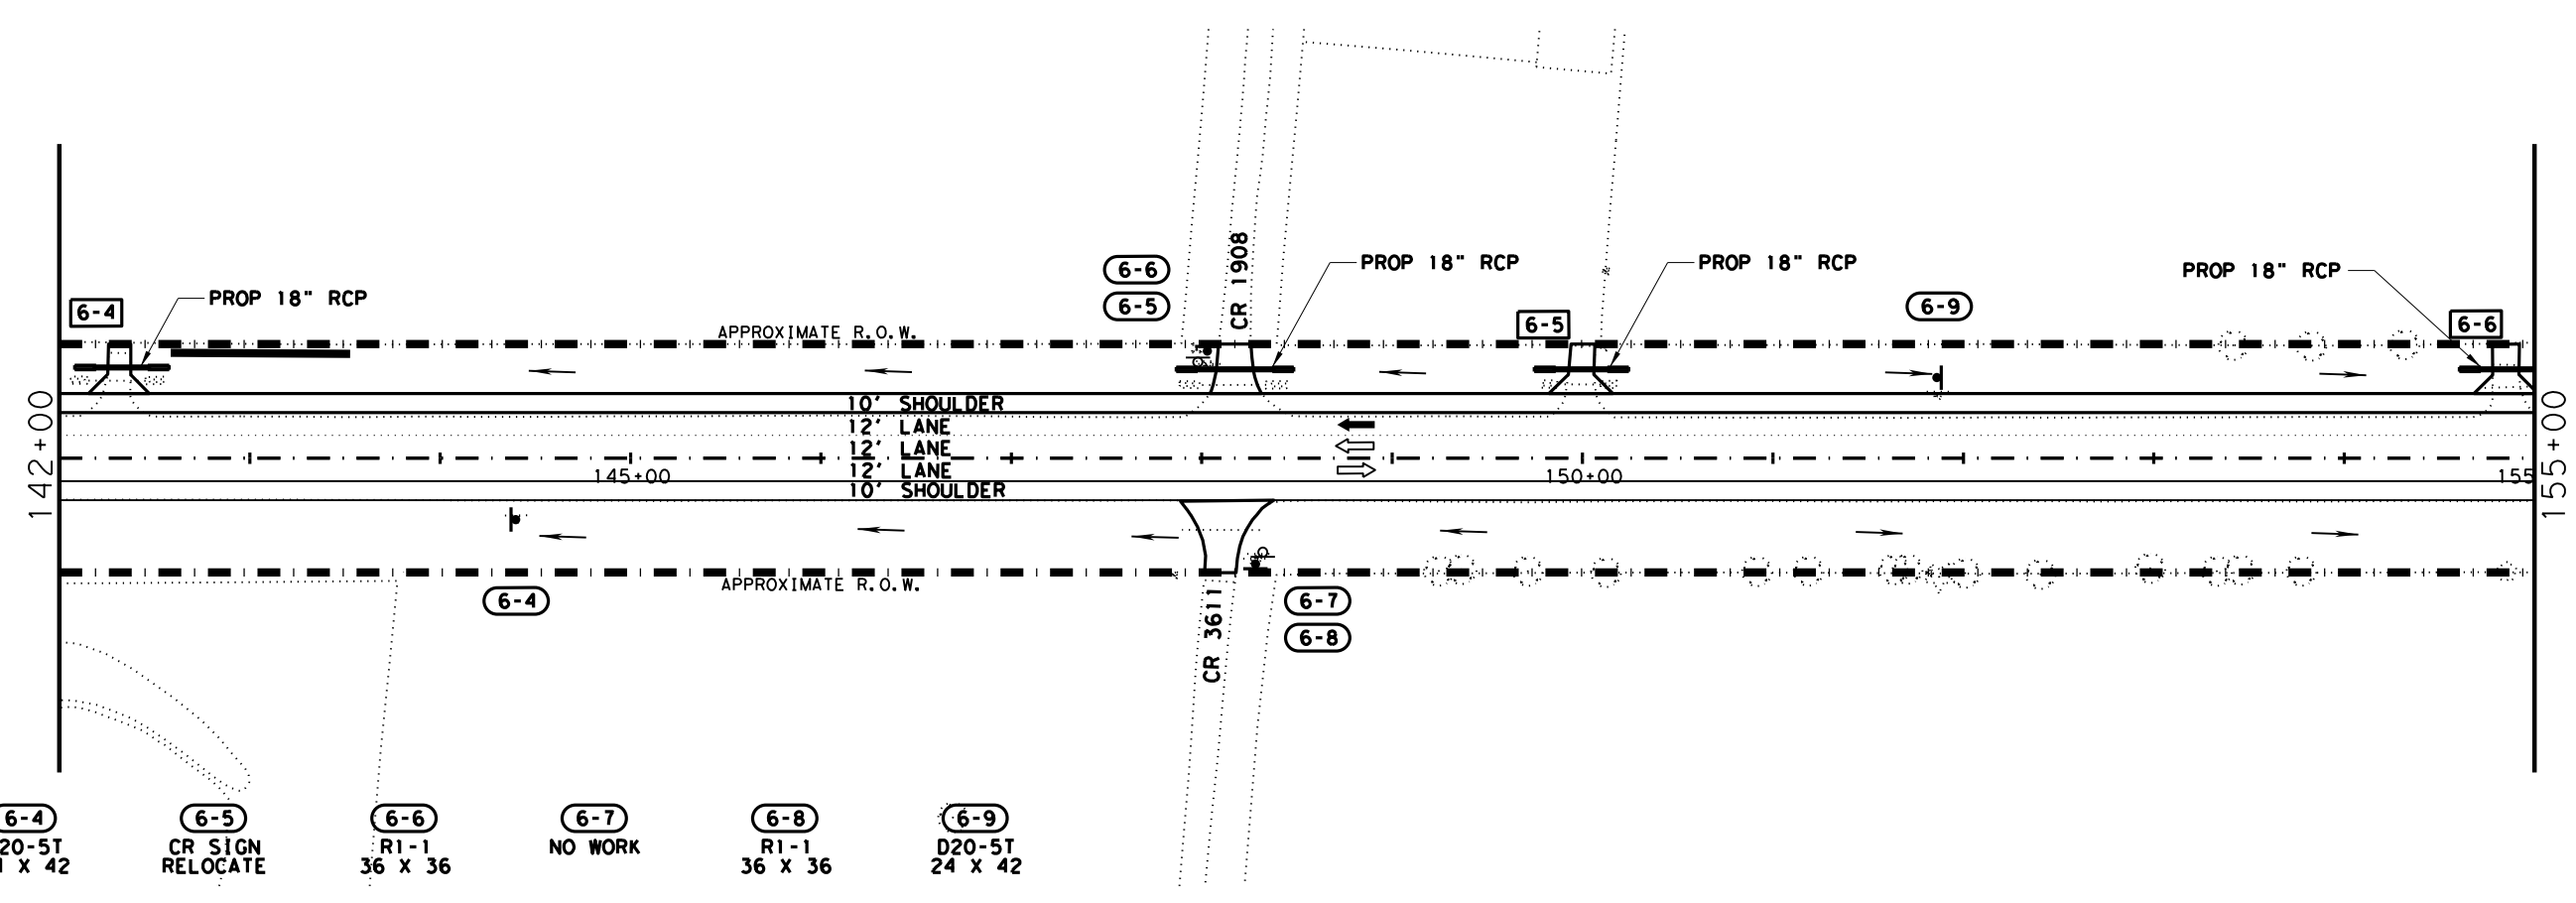 CR 1908
6-6
6-5
PROP 18" RCP
PROP 18" RCP
PROP 18" RCP
PROP 18" RCP
6-4
6-5
6-9
6-6
APPROXIMATE R.O.W.
142+00
10' SHOULDER
12' LANE
12' LANE
12' LANE
10' SHOULDER
145+00
150+00
155
155+00
APPROXIMATE R.O.W.
6-4
CR 3611
6-7
6-8
6-4
20-5T
X 42
6-5
CR SIGN
RELOCATE
6-6
R1-1
36 X 36
6-7
NO WORK
6-8
R1-1
36 X 36
6-9
D20-5T
24 X 42